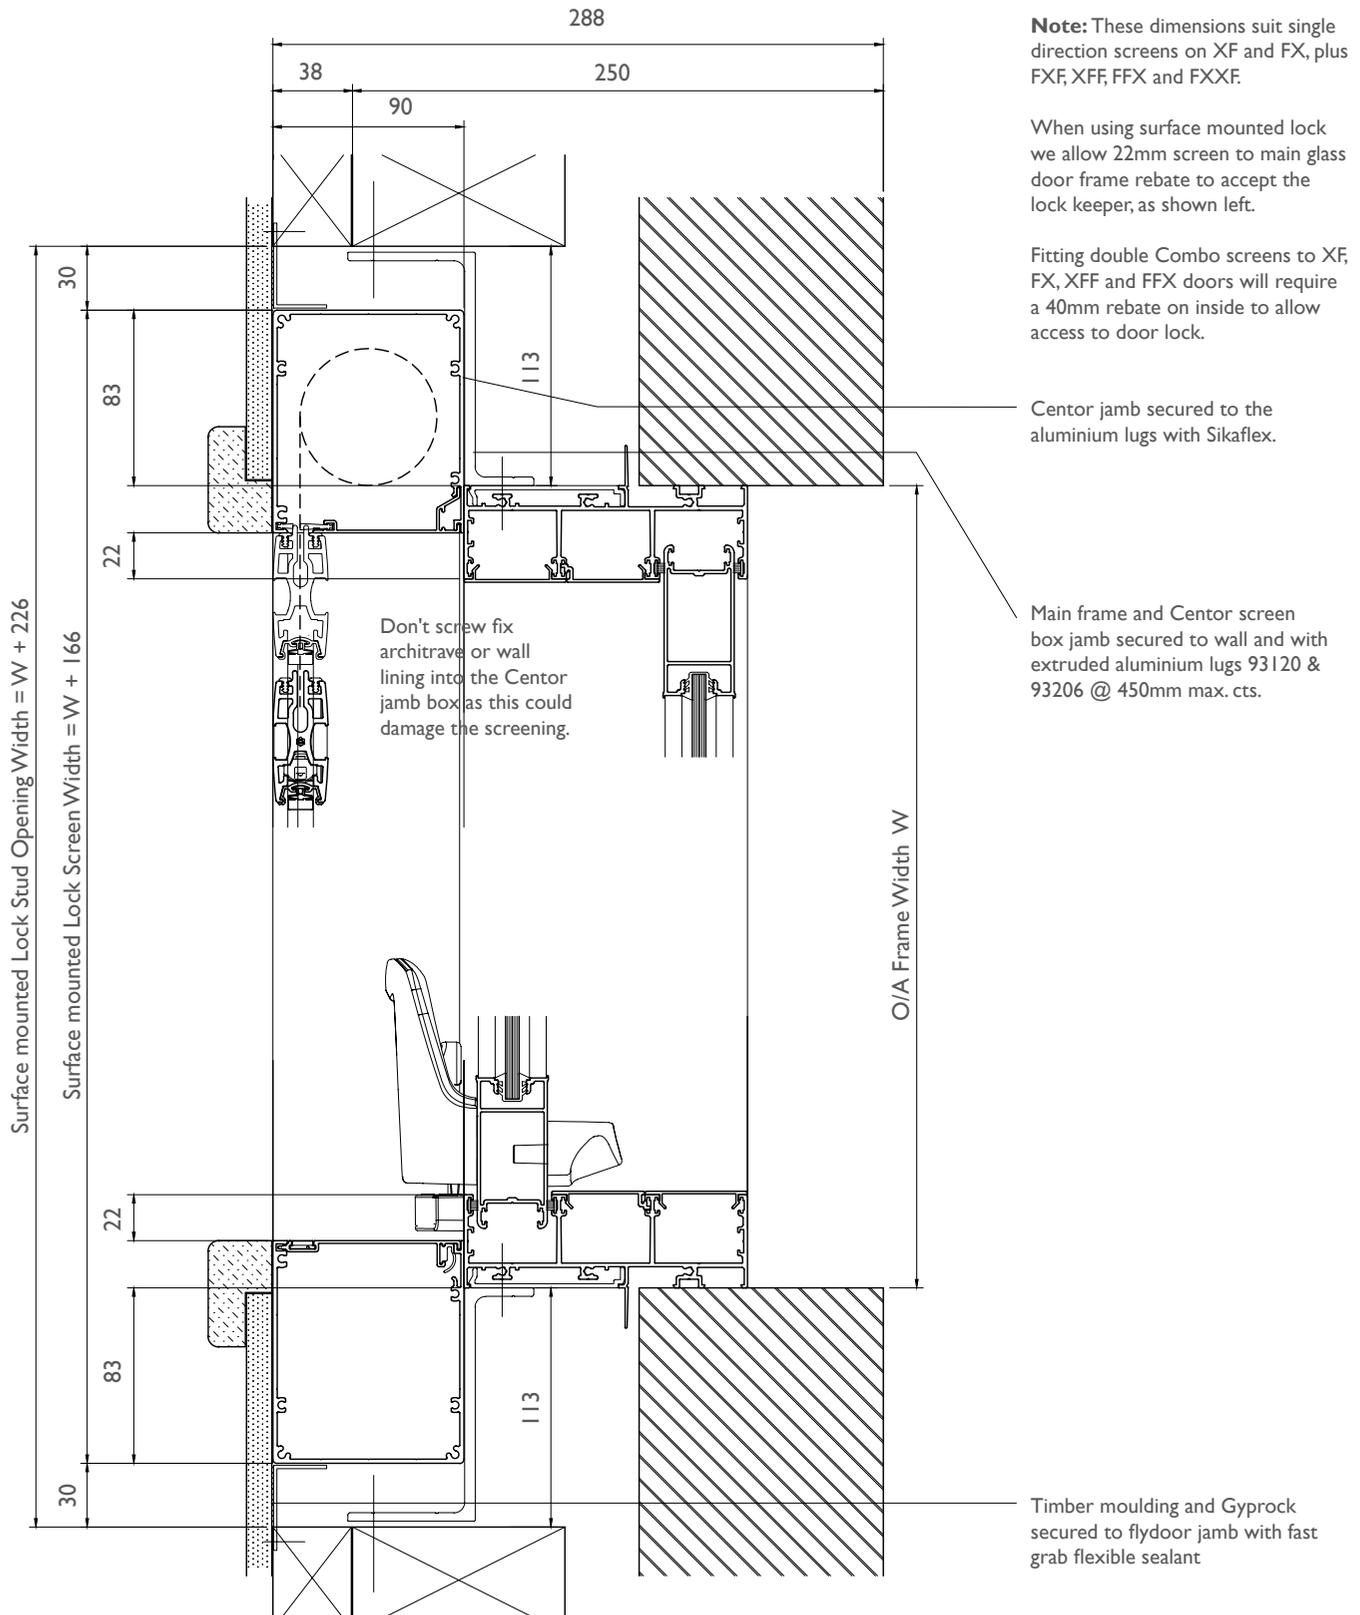 288
38
250
90
30
83
113
22
Surface mounted Lock Stud Opening Width = W + 226
Surface mounted Lock Screen Width = W + 166
Don't screw fix
architrave or wall
lining into the Centor
jamb box as this could
damage the screening.
O/A Frame Width W
22
83
113
30
Note: These dimensions suit single
direction screens on XF and FX, plus
FXF, XFF, FFX and FXXF.
When using surface mounted lock
we allow 22mm screen to main glass
door frame rebate to accept the
lock keeper, as shown left.
Fitting double Combo screens to XF,
FX, XFF and FFX doors will require
a 40mm rebate on inside to allow
access to door lock.
Centor jamb secured to the
aluminium lugs with Sikaflex.
Main frame and Centor screen
box jamb secured to wall and with
extruded aluminium lugs 93120 &
93206 @ 450mm max. cts.
Timber moulding and Gyprock
secured to flydoor jamb with fast
grab flexible sealant